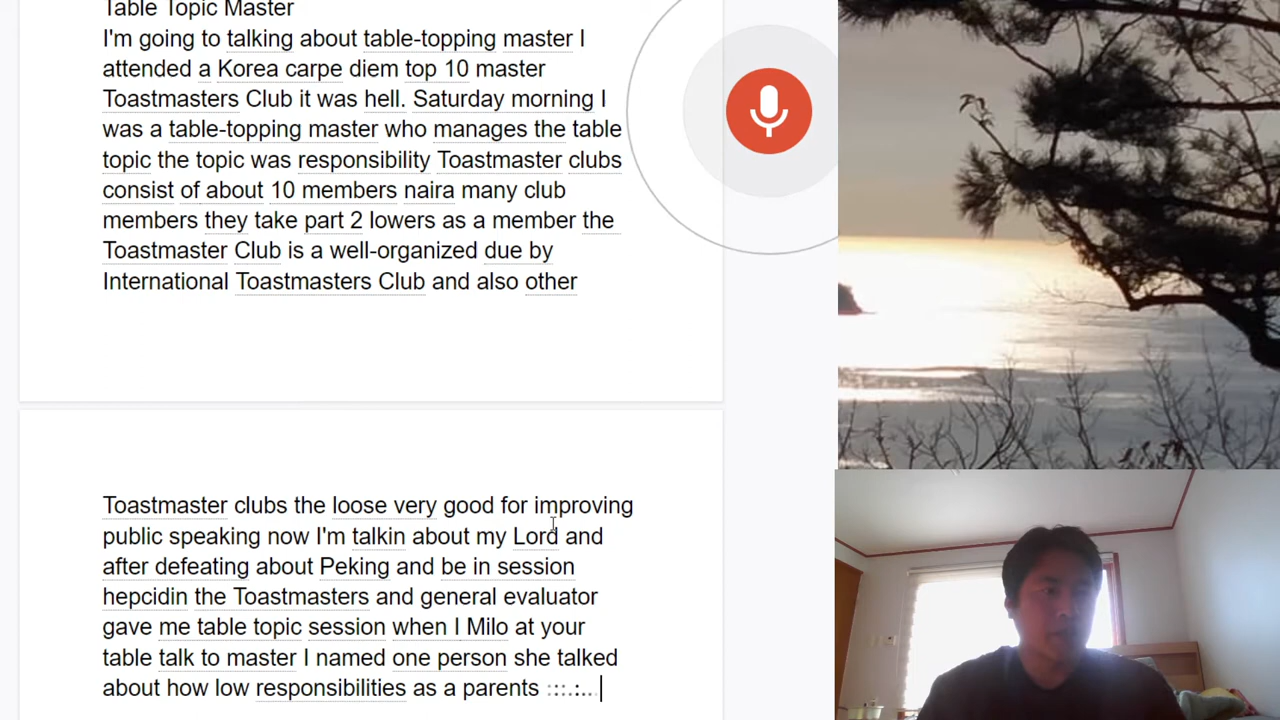 Table Topic Master
I'm going to talking about table-topping master I
attended a Korea carpe diem top 10 master
Toastmasters Club it was hell. Saturday morning I
was a table-topping master who manages the table
topic the topic was responsibility Toastmaster clubs
consist of about 10 members naira many club
members they take part 2 lowers as a member the
Toastmaster Club is a well-organized due by
International Toastmasters Club and also other
Toastmaster clubs the loose very good for improving
public speaking now I'm talkin about my Lord and
after defeating about Peking and be in session
hepcidin the Toastmasters and general evaluator
gave me table topic session when I Milo at your
table talk to master I named one person she talked
about how low responsibilities as a parents